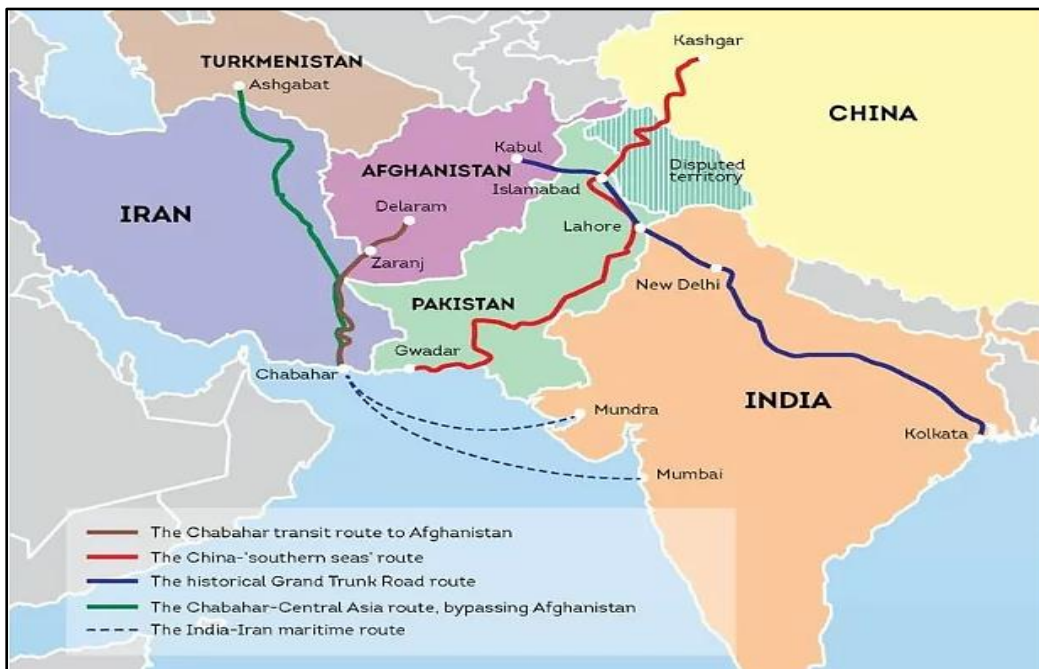 Kashgar
TURKMENISTAN
Ashgabat
CHINA
Kabul
AFGHANISTAN
Disputed
territory
Islamabad
IRAN
Delaram
Lahore
Zaranj
New Delhi
PAKISTAN
Gwadar
Chabahar
INDIA
Mundra
Kolkata
Mumbai
The Chabahar transit route to Afghanistan
The China-'southern seas' route
The historical Grand Trunk Road route
The Chabahar-Central Asia route, bypassing Afghanistan
The India-Iran maritime route